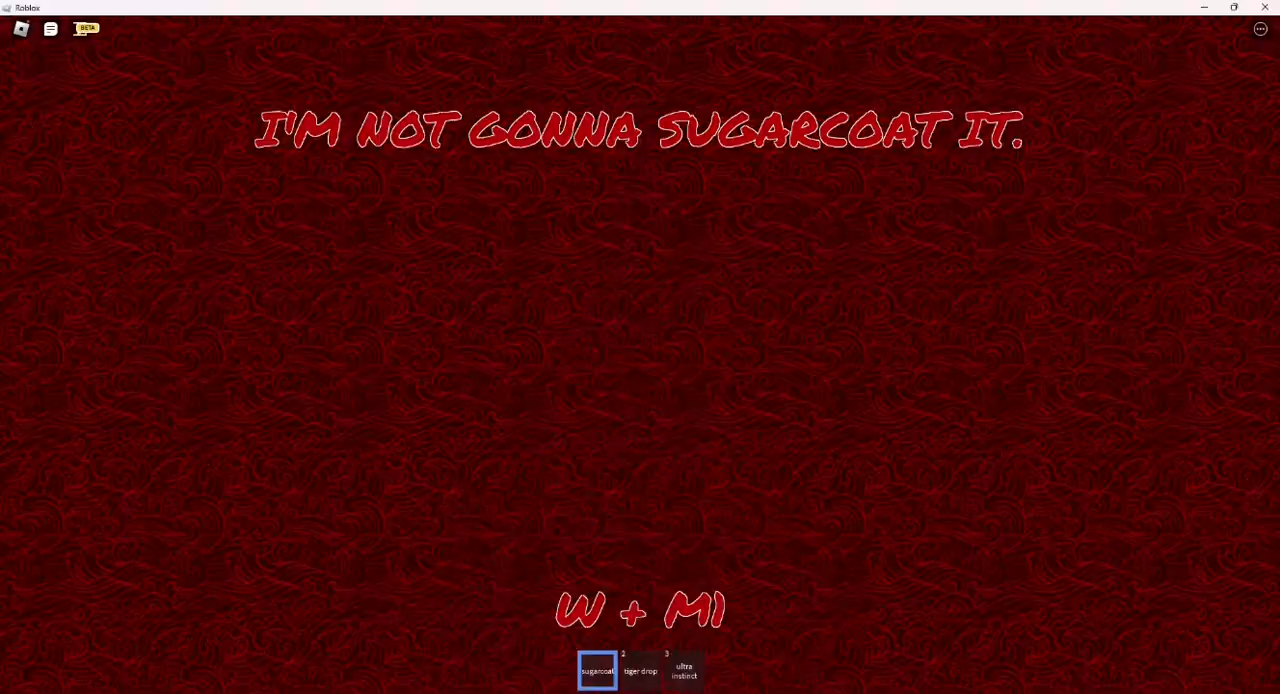 Roblox
BETA
I'M NOT GONNA SUGARCOAT IT.
W + M1
sugarcoat
2
tiger drop
3
ultra
instinct